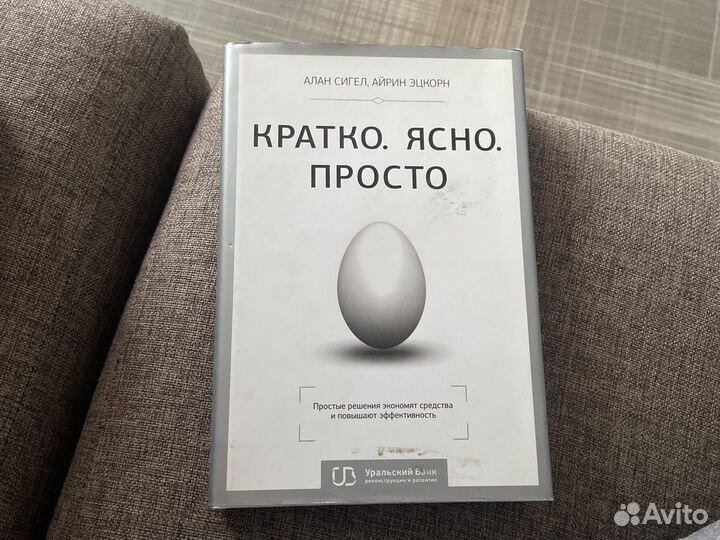 АЛАН СИГЕЛ, АЙРИН ЭЦКОРН
КРАТКО. ЯСНО.
ПРОСТО
Простые решения экономят средства
и повышают эффективность
Уральский Банк
реконструкции и развития
Avito